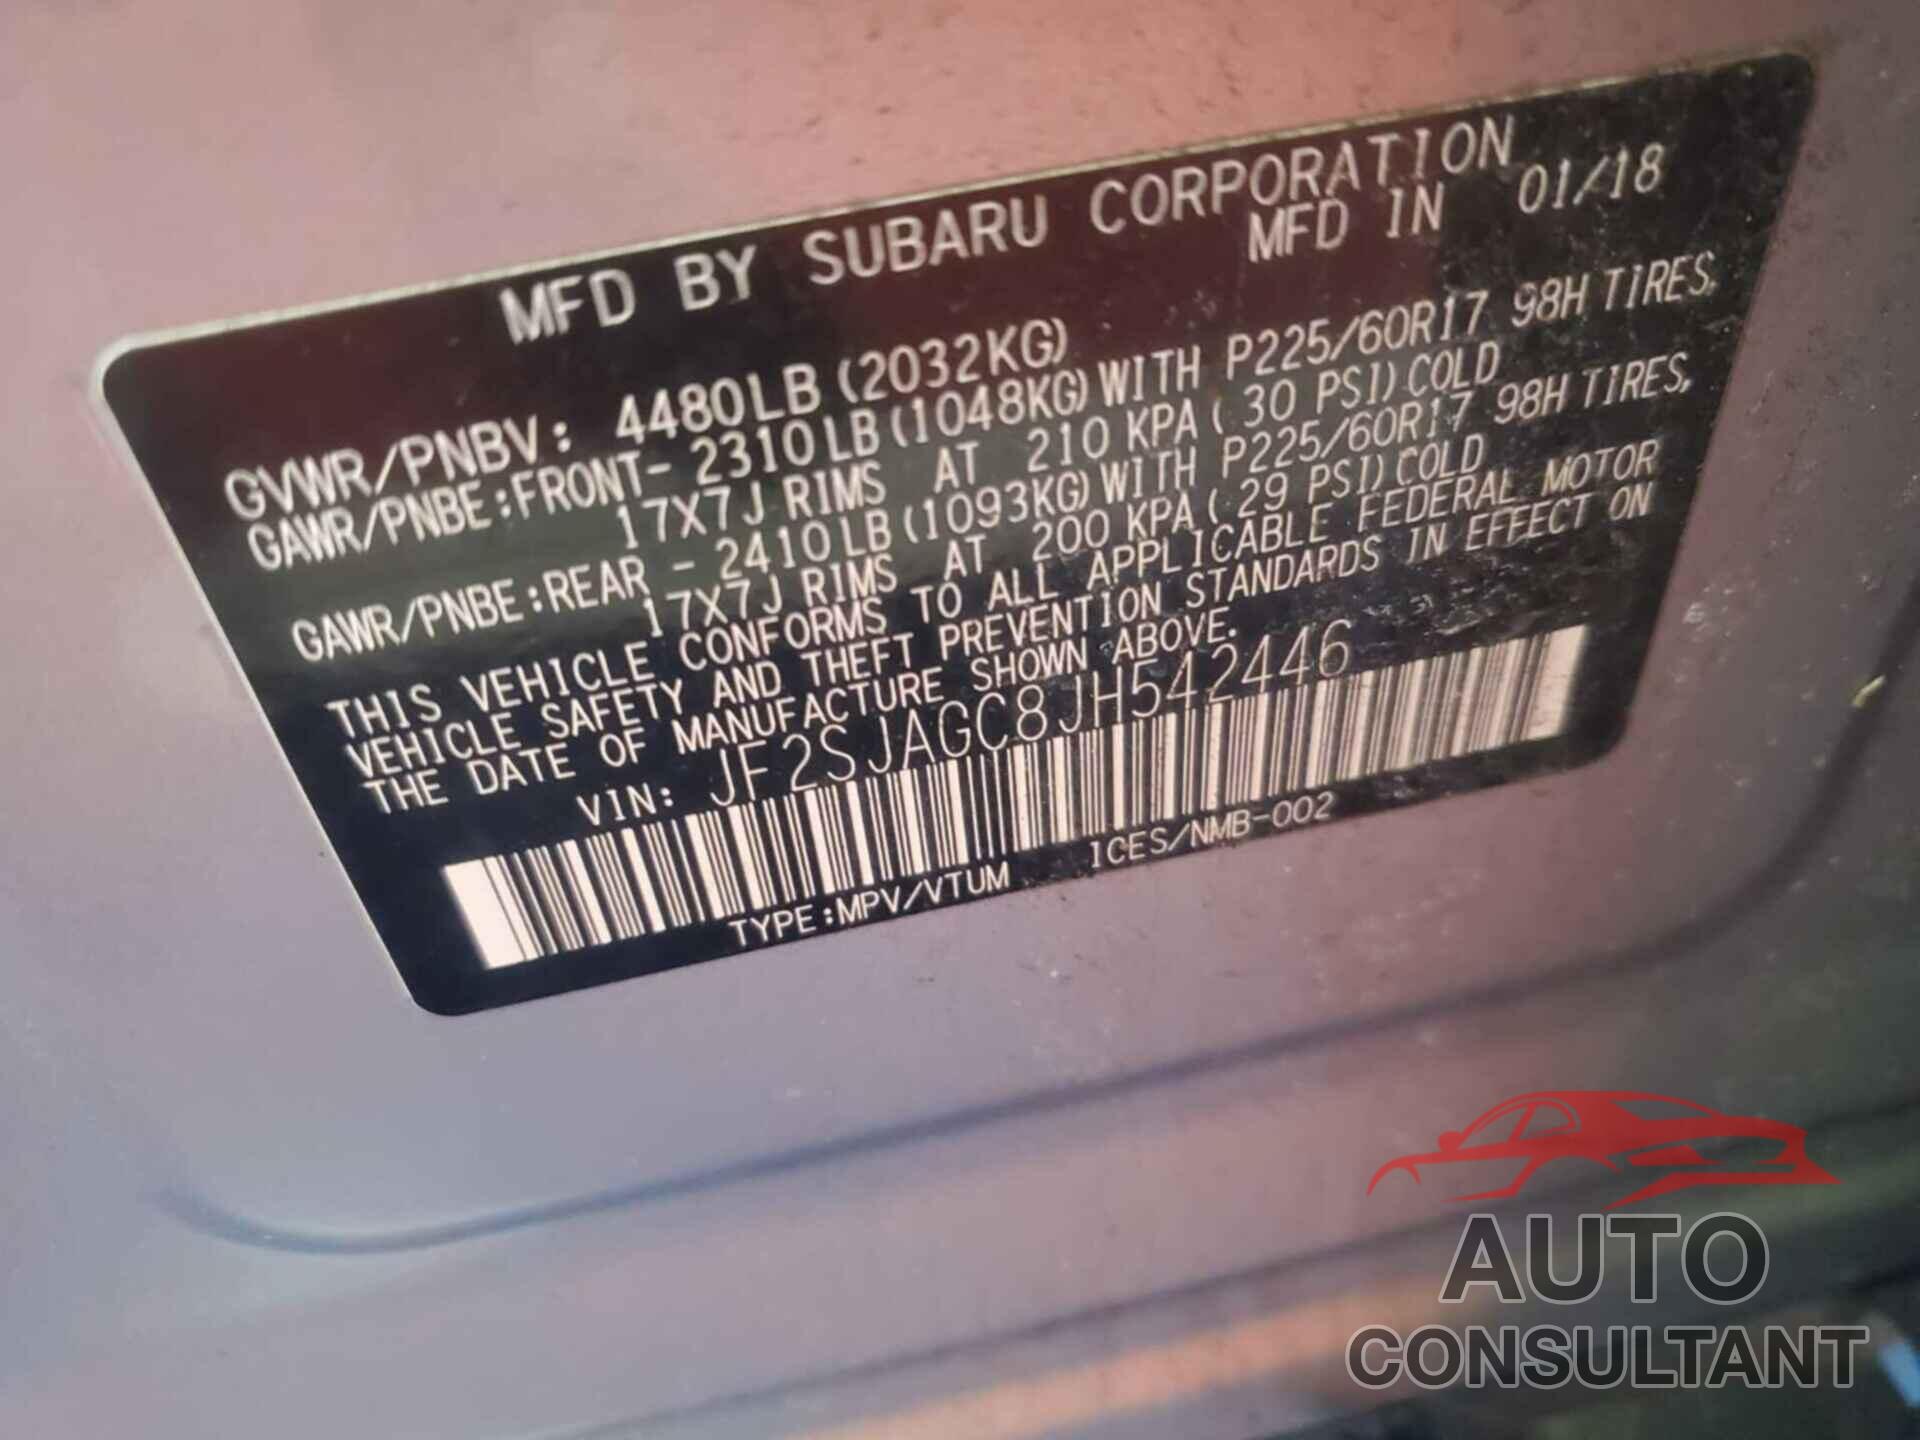 MFD BY SUBARU CORPORATION
MFD IN 01/18
GVWR/PNBV: 4480LB (2032KG)
GAWR/PNBE:FRONT- 2310LB (1048KG) WITH P225/60R17 98H TIRES,
17X7J RIMS AT 210 KPA ( 30 PSI) COLD
GAWR/PNBE:REAR - 2410LB (1093KG) WITH P225/60R17 98H TIRES,
17X7J RIMS AT 200 KPA ( 29 PSI) COLD
THIS VEHICLE CONFORMS TO ALL APPLICABLE FEDERAL MOTOR
VEHICLE SAFETY AND THEFT PREVENTION STANDARDS IN EFFECT ON
THE DATE OF MANUFACTURE SHOWN ABOVE.
VIN: JF2SJAGC8JH542446
TYPE:MPV/VTUM ICES/NMB-002
AUTO
CONSULTANT